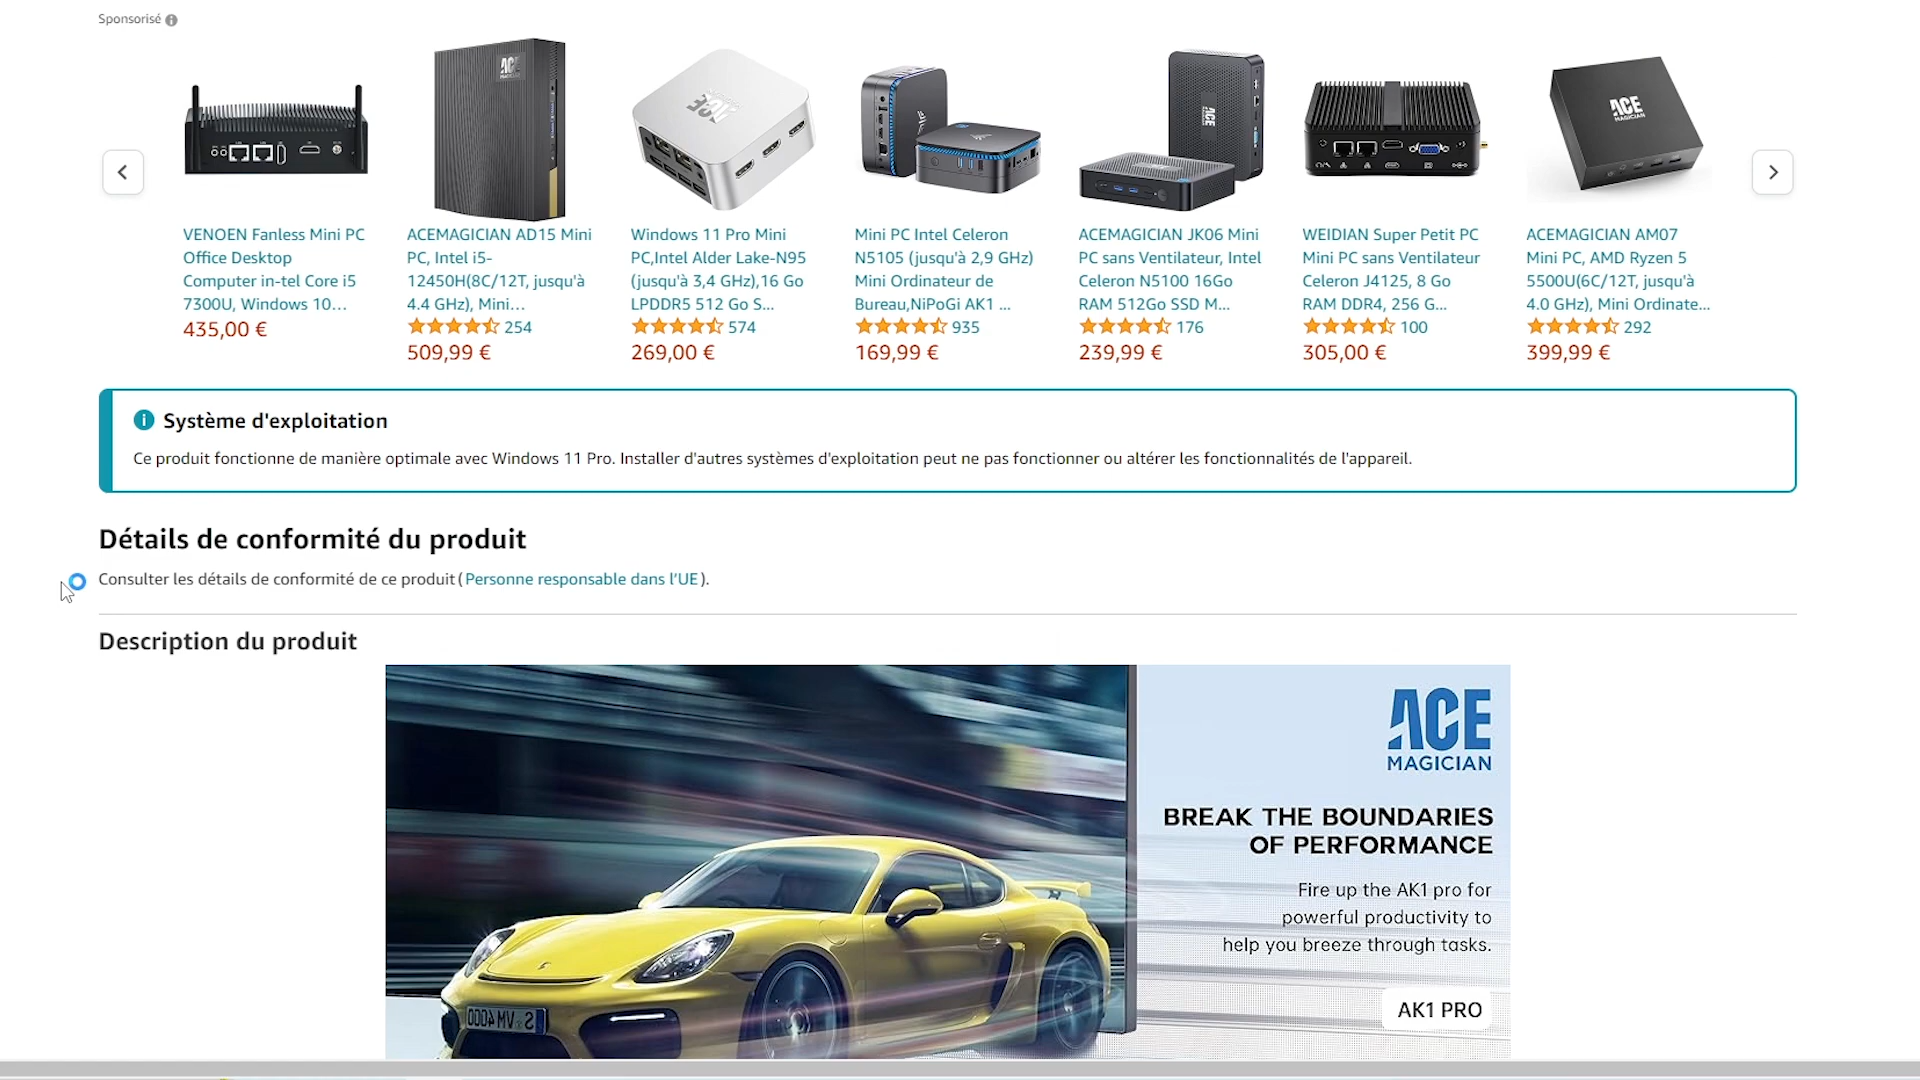 Sponsorisé
VENOEN Fanless Mini PC
Office Desktop
Computer in-tel Core i5
7300U, Windows 10...
435,00 €
ACEMAGICIAN AD15 Mini
PC, Intel i5-
12450H(8C/12T, jusqu'à
4.4 GHz), Mini...
254
509,99 €
Windows 11 Pro Mini
PC,Intel Alder Lake-N95
(jusqu'à 3,4 GHz),16 Go
LPDDR5 512 Go S...
574
269,00 €
Mini PC Intel Celeron
N5105 (jusqu'à 2,9 GHz)
Mini Ordinateur de
Bureau,NiPoGi AK1 ...
935
169,99 €
ACEMAGICIAN JK06 Mini
PC sans Ventilateur, Intel
Celeron N5100 16Go
RAM 512Go SSD M...
176
239,99 €
WEIDIAN Super Petit PC
Mini PC sans Ventilateur
Celeron J4125, 8 Go
RAM DDR4, 256 G...
100
305,00 €
ACE
MAGICIAN
ACEMAGICIAN AM07
Mini PC, AMD Ryzen 5
5500U(6C/12T, jusqu'à
4.0 GHz), Mini Ordinate...
292
399,99 €
Système d'exploitation
Ce produit fonctionne de manière optimale avec Windows 11 Pro. Installer d'autres systèmes d'exploitation peut ne pas fonctionner ou altérer les fonctionnalités de l'appareil.
Détails de conformité du produit
Consulter les détails de conformité de ce produit (Personne responsable dans l'UE).
Description du produit
ACE
MAGICIAN
BREAK THE BOUNDARIES
OF PERFORMANCE
Fire up the AK1 pro for
powerful productivity to
help you breeze through tasks.
AK1 PRO